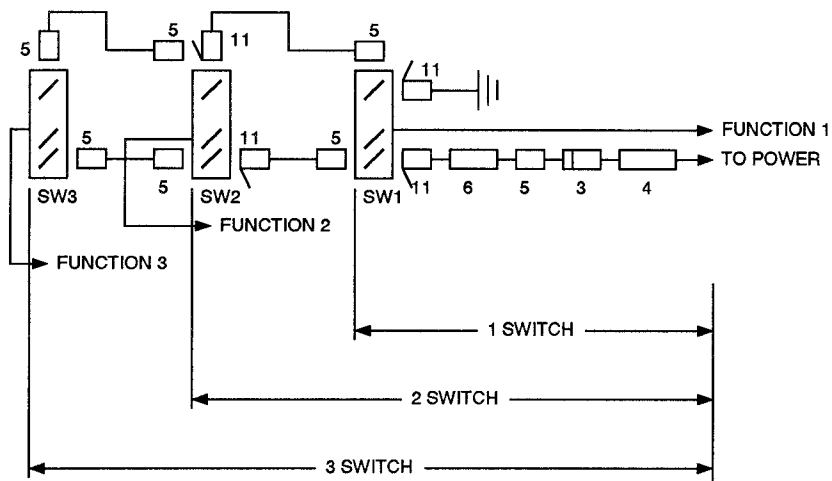 5
5
11
5
11
FUNCTION 1
5
5
11
5
11
6
5
3
4
TO POWER
SW3
SW2
SW1
FUNCTION 2
FUNCTION 3
1 SWITCH
2 SWITCH
3 SWITCH